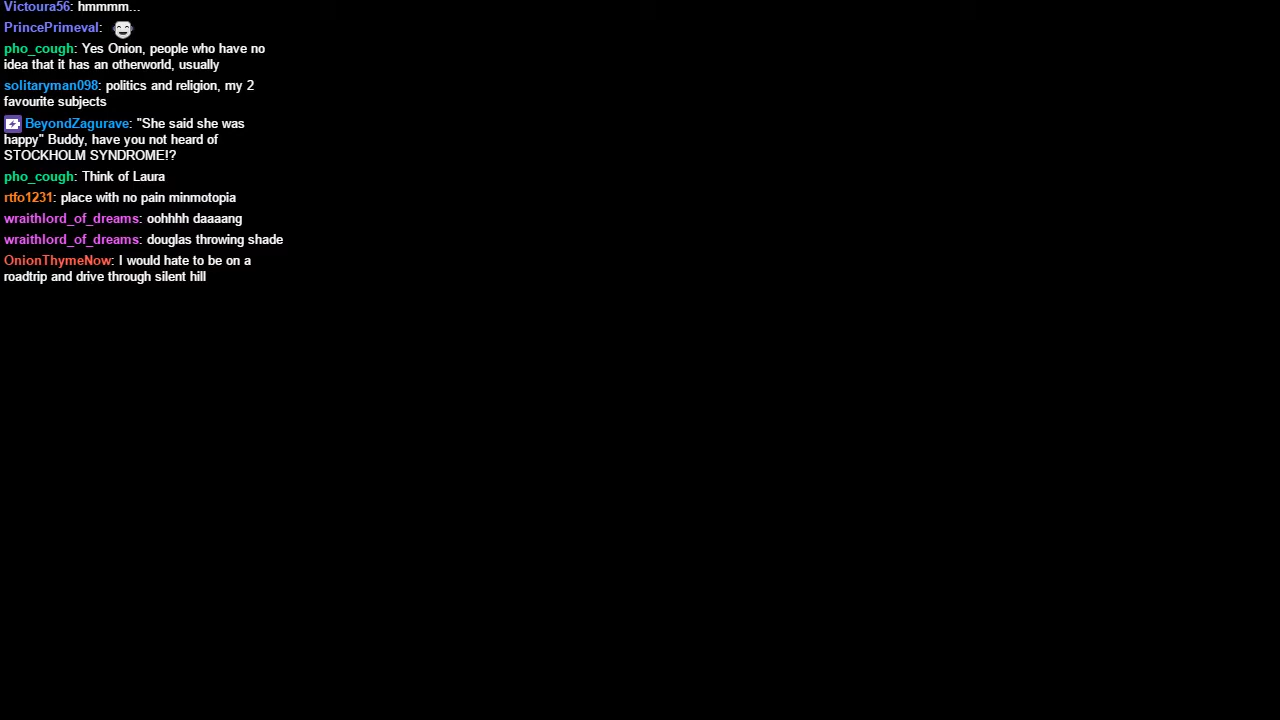 Victoura56: hmmmm...
PrincePrimeval:
pho_cough: Yes Onion, people who have no
idea that it has an otherworld, usually
solitaryman098: politics and religion, my 2
favourite subjects
BeyondZagurave: "She said she was
happy" Buddy, have you not heard of
STOCKHOLM SYNDROME!?
pho_cough: Think of Laura
rtfo1231: place with no pain minmotopia
wraithlord_of_dreams: oohhhh daaaang
wraithlord_of_dreams: douglas throwing shade
OnionThymeNow: I would hate to be on a
roadtrip and drive through silent hill